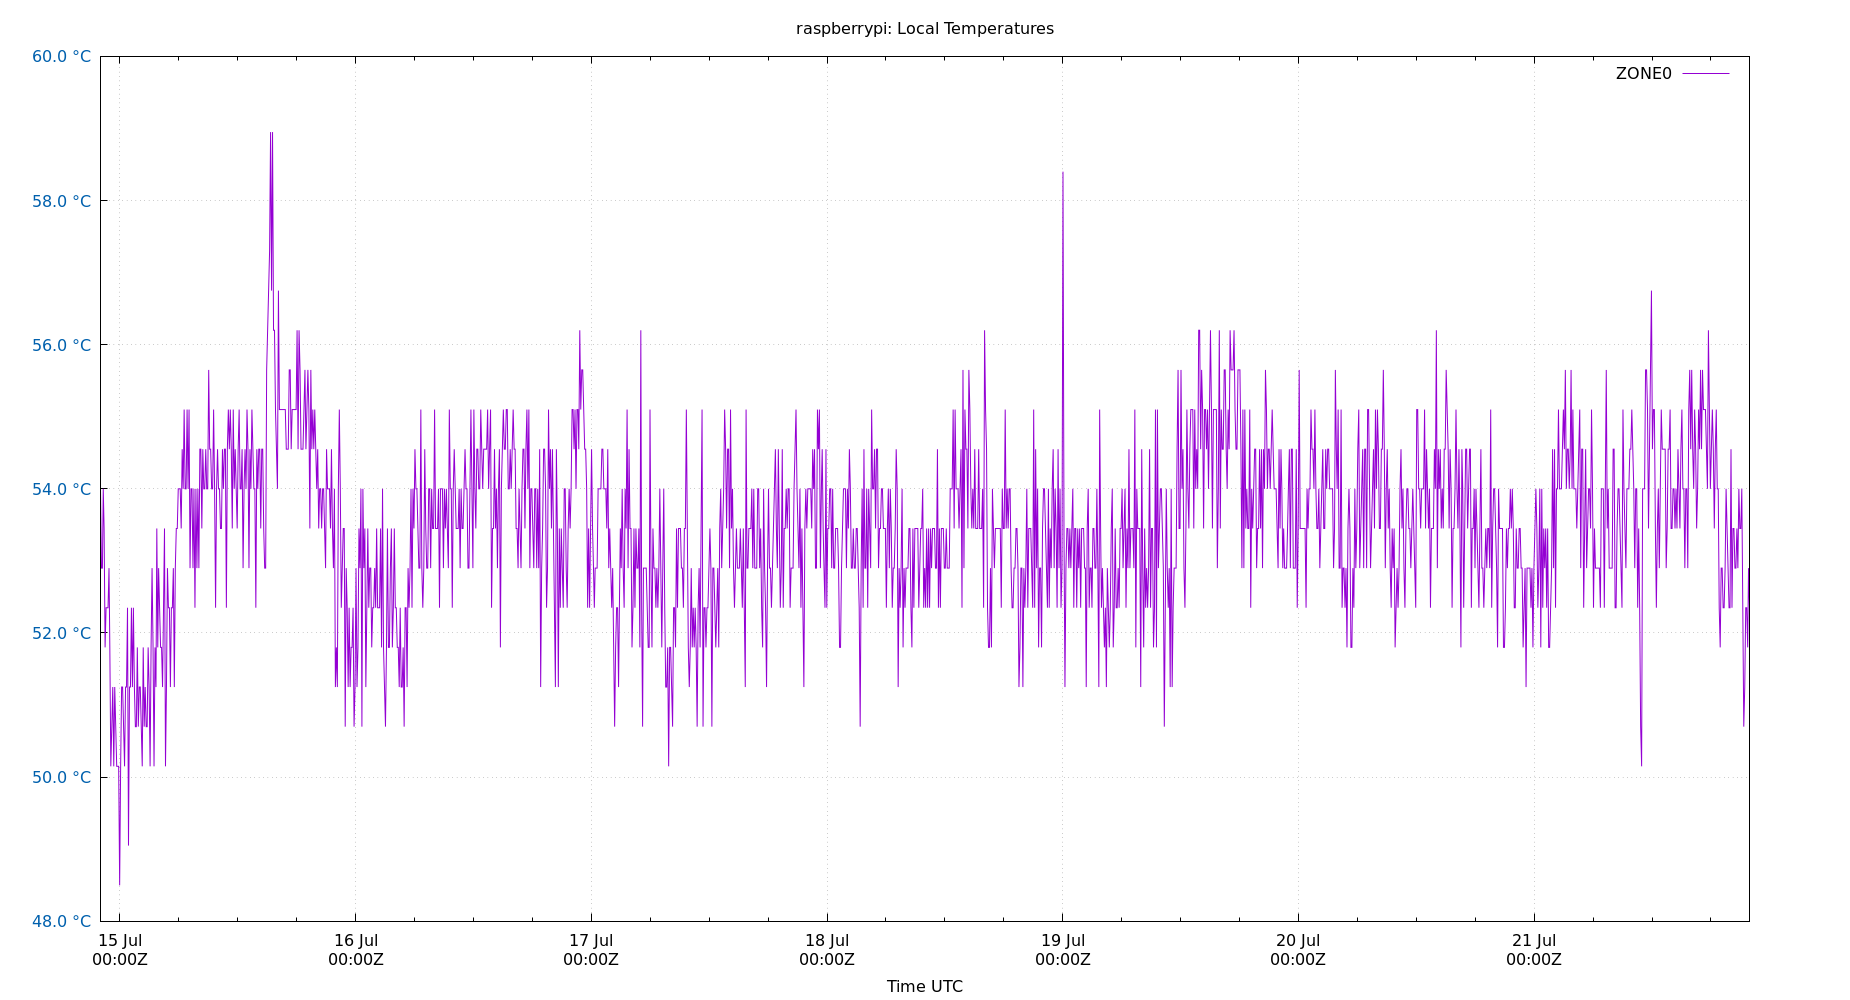 raspberrypi: Local Temperatures
60.0 °C
ZONE0
58.0 °C
56.0 °C
54.0 °C
52.0 °C
50.0 °C
48.0 °C
15 Jul 16 Jul 17 Jul 18 Jul 19 Jul 20 Jul 21 Jul
00:00Z 00:00Z 00:00Z 00:00Z 00:00Z 00:00Z 00:00Z
Time UTC